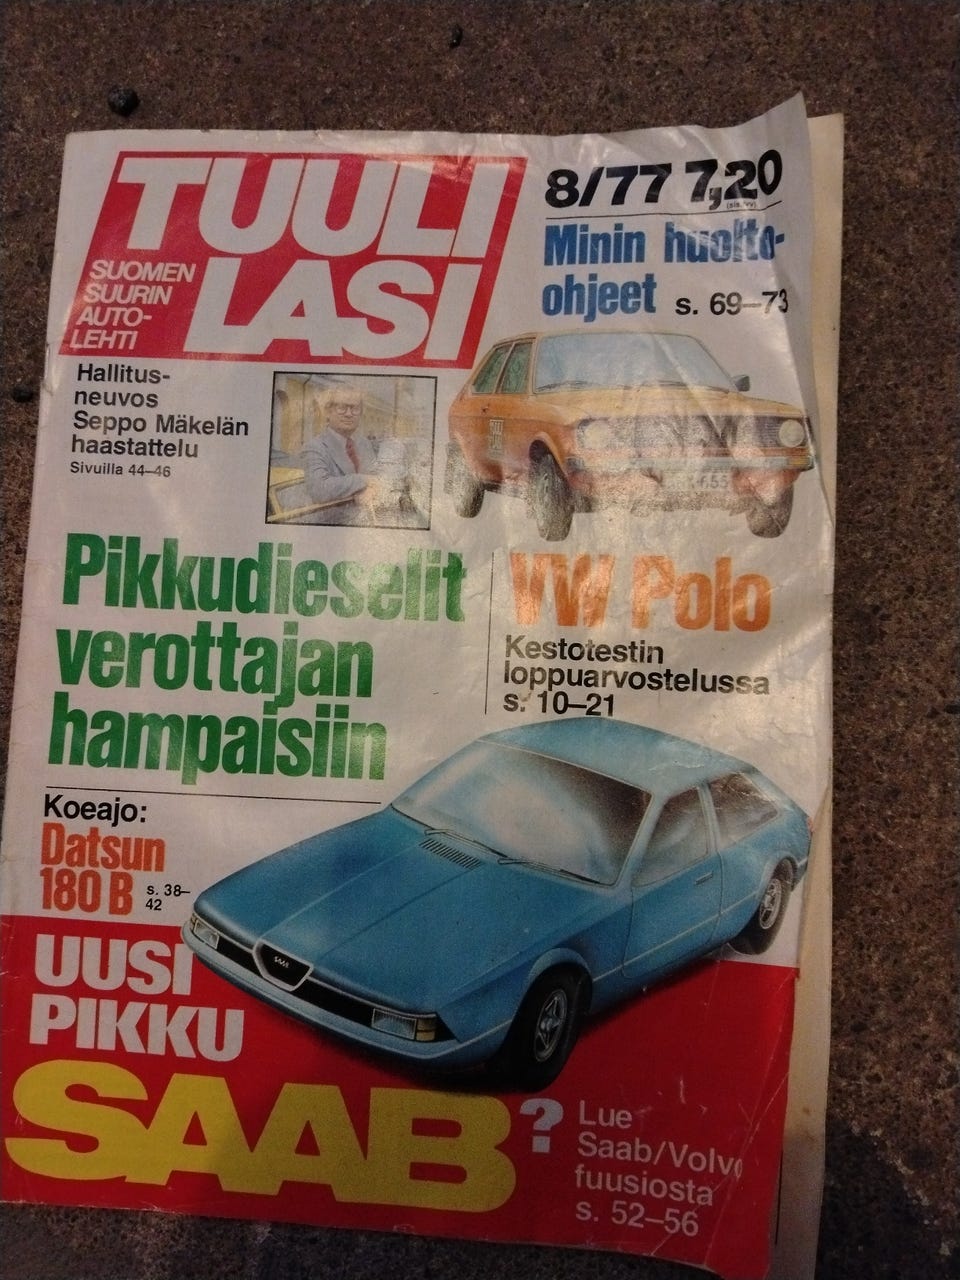 TUULI
LASI
SUOMEN
SUURIN
AUTO-
LEHTI
8/77 7,20
Minin huolto-
ohjeet s. 69–73
Hallitus-
neuvos
Seppo Mäkelän
haastattelu
Sivuilla 44–46
Pikkudieselit
verottajan
hampaisiin
VW Polo
Kestotestin
loppuarvostelussa
s. 10–21
Koeajo:
Datsun
180 B s. 38–
42
SAAB
UUSI
PIKKU
SAAB?
Lue
Saab/Volvo
fuusiosta
s. 52–56